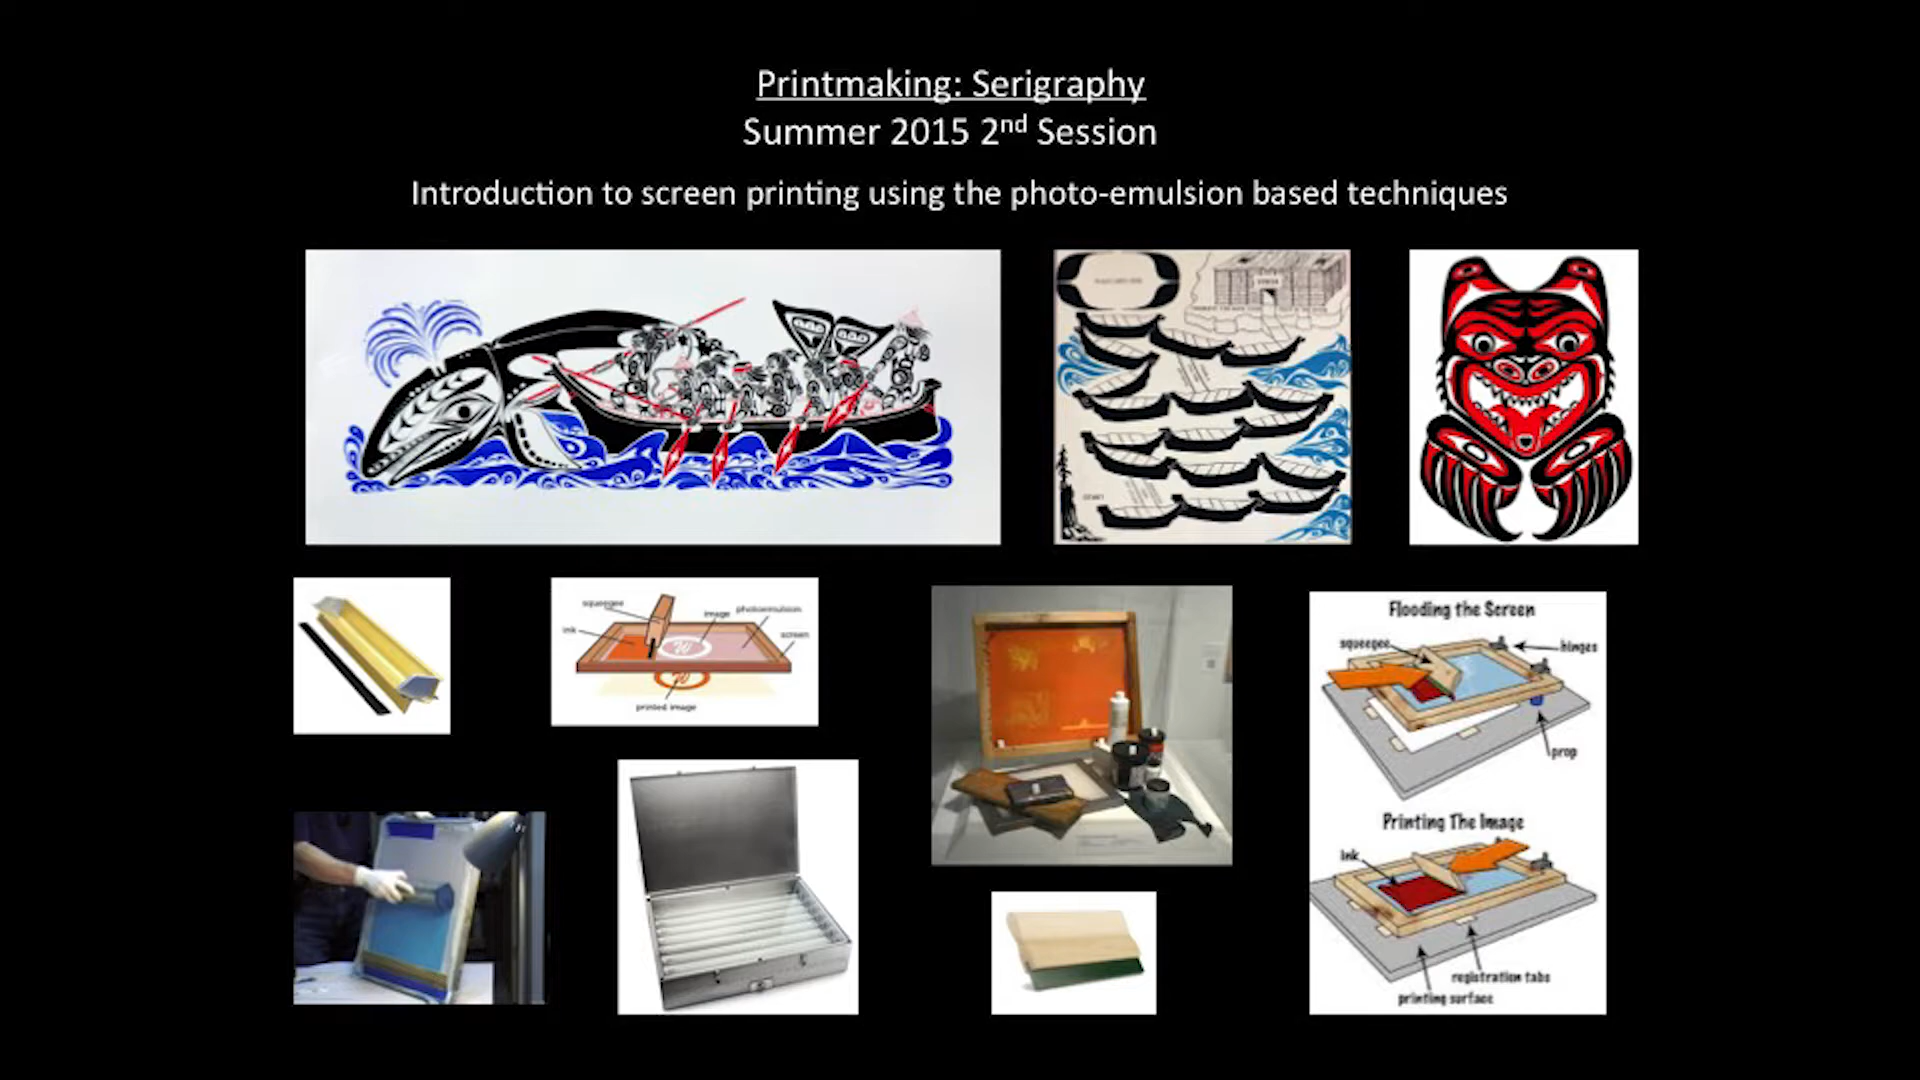 Printmaking: Serigraphy
Summer 2015 2nd Session
Introduction to screen printing using the photo-emulsion based techniques
START
squeegee
image
photoemulsion
ink
screen
printed image
Flooding the Screen
squeegee
hinges
prop
Printing The Image
ink
registration tabs
printing surface